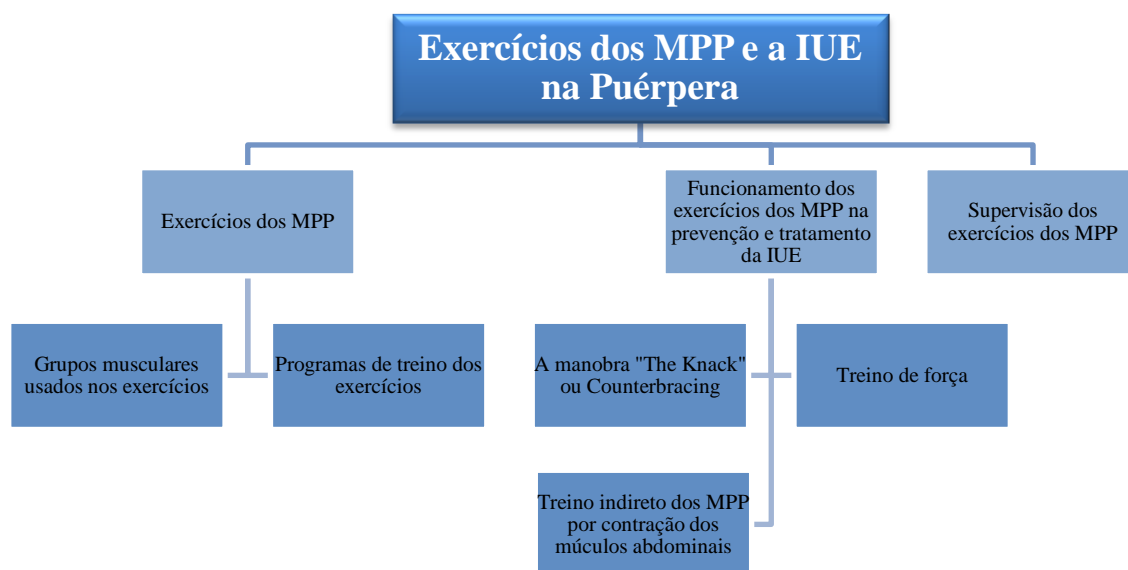 Exercícios dos MPP e a IUE
na Puérpera
Exercícios dos MPP
Funcionamento dos
exercícios dos MPP na
prevenção e tratamento
da IUE
Supervisão dos
exercícios dos MPP
Grupos musculares
usados nos exercícios
Programas de treino dos
exercícios
A manobra "The Knack"
ou Counterbracing
Treino de força
Treino indireto dos MPP
por contração dos
múculos abdominais